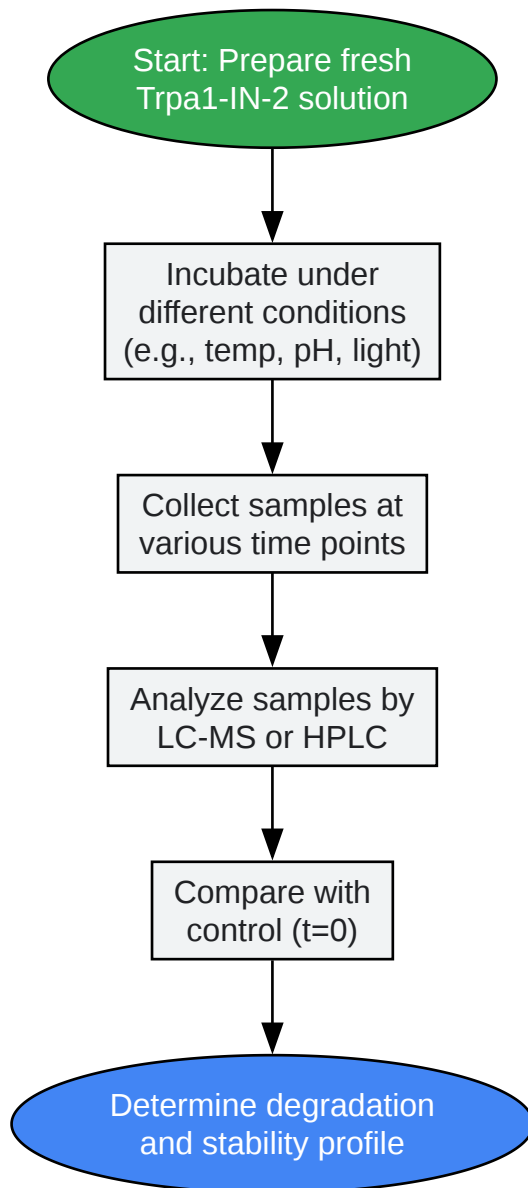 Start: Prepare fresh
Trpa1-IN-2 solution
Incubate under
different conditions
(e.g., temp, pH, light)
Collect samples at
various time points
Analyze samples by
LC-MS or HPLC
Compare with
control (t=0)
Determine degradation
and stability profile